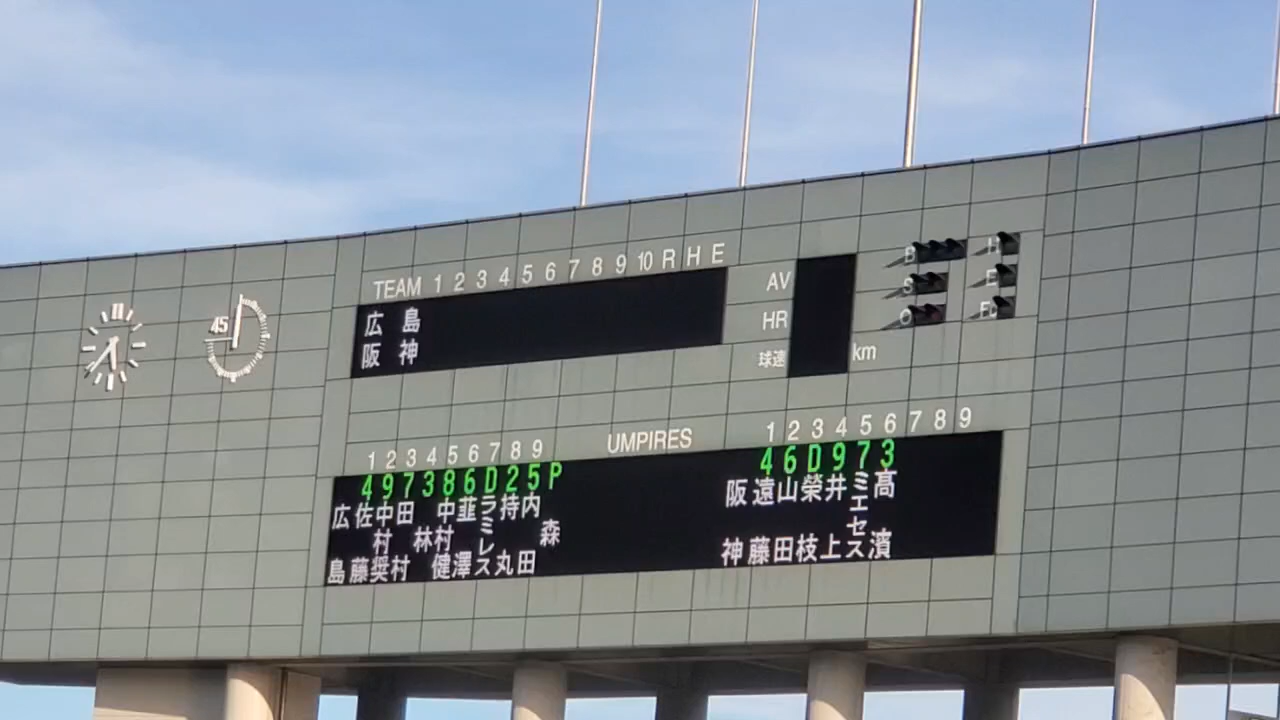 45
TEAM 1 2 3 4 5 6 7 8 9 10 R H E
広島
阪神
AV
HR
球速 km
B
S
O
H
E
Fc
1 2 3 4 5 6 7 8 9
UMPIRES
1 2 3 4 5 6 7 8 9
4 9 7 3 8 6 D 2 5 P
4 6 D 9 7 3
広島
佐藤
中村奨
田村
林
中村健
韮澤
ラミレス
持丸
内田
森
阪神
遠藤
山田
榮枝
井上
ミエセス
高濱